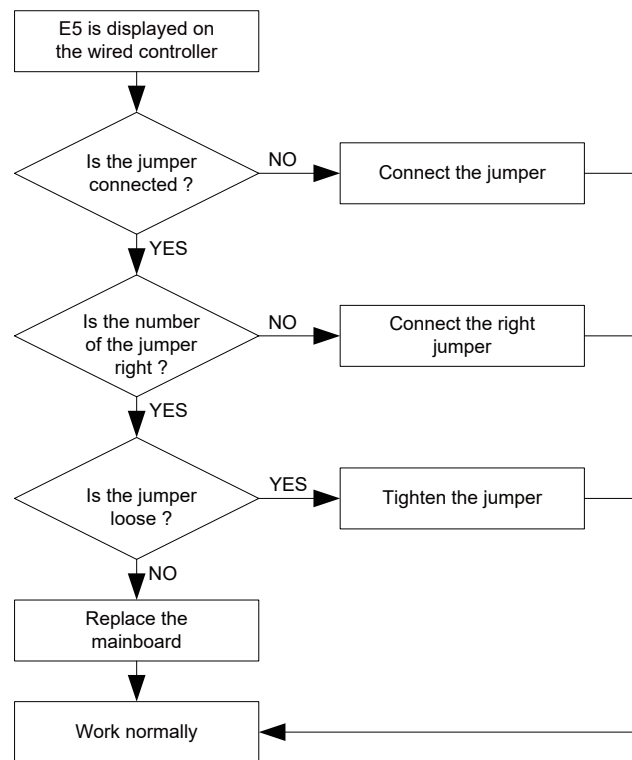 E5 is displayed on
the wired controller
Is the jumper
connected ?
NO
Connect the jumper
YES
Is the number
of the jumper
right ?
NO
Connect the right
jumper
YES
Is the jumper
loose ?
YES
Tighten the jumper
NO
Replace the
mainboard
Work normally